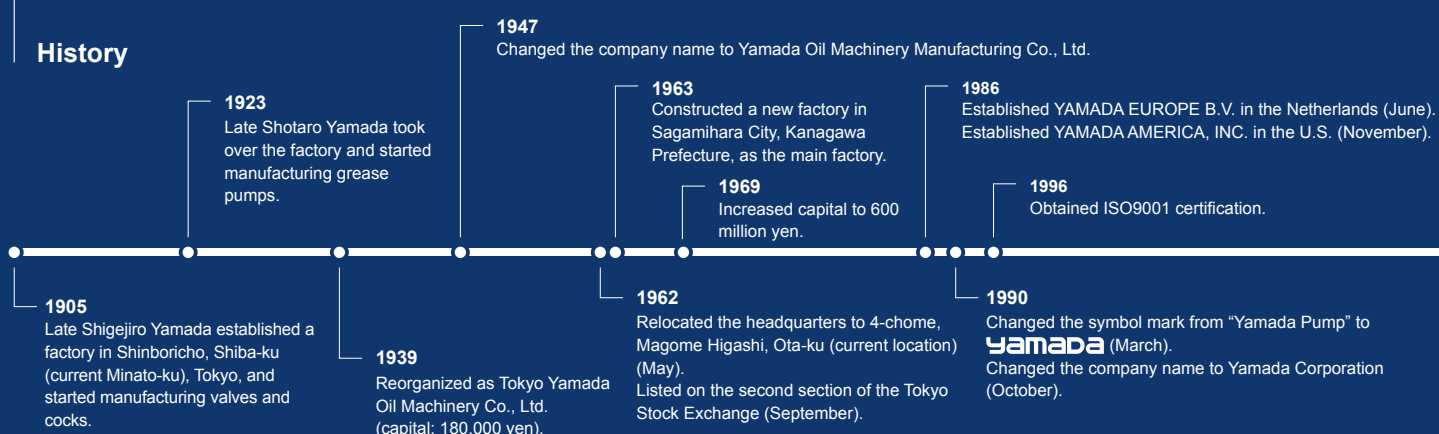 History
1905
Late Shigejiro Yamada established a
factory in Shinboricho, Shiba-ku
(current Minato-ku), Tokyo, and
started manufacturing valves and
cocks.
1923
Late Shotaro Yamada took
over the factory and started
manufacturing grease
pumps.
1939
Reorganized as Tokyo Yamada
Oil Machinery Co., Ltd.
(capital: 180,000 yen).
1947
Changed the company name to Yamada Oil Machinery Manufacturing Co., Ltd.
1962
Relocated the headquarters to 4-chome,
Magome Higashi, Ota-ku (current location)
(May).
Listed on the second section of the Tokyo
Stock Exchange (September).
1963
Constructed a new factory in
Sagamihara City, Kanagawa
Prefecture, as the main factory.
1969
Increased capital to 600
million yen.
1986
Established YAMADA EUROPE B.V. in the Netherlands (June).
Established YAMADA AMERICA, INC. in the U.S. (November).
1990
Changed the symbol mark from “Yamada Pump” to
yamada (March).
Changed the company name to Yamada Corporation
(October).
1996
Obtained ISO9001 certification.